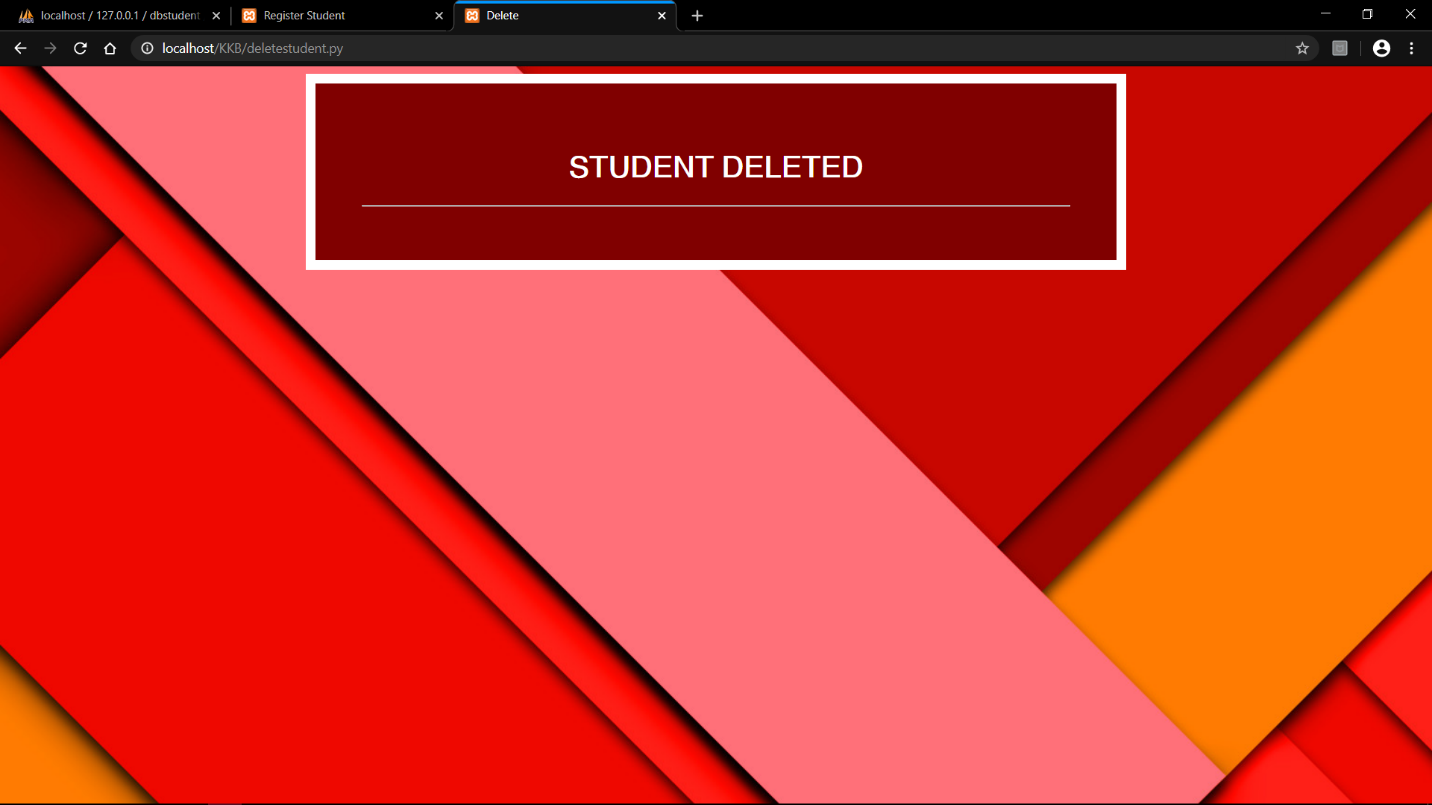 localhost / 127.0.0.1 / dbstudent
Register Student
Delete
localhost/KKB/deletestudent.py
STUDENT DELETED